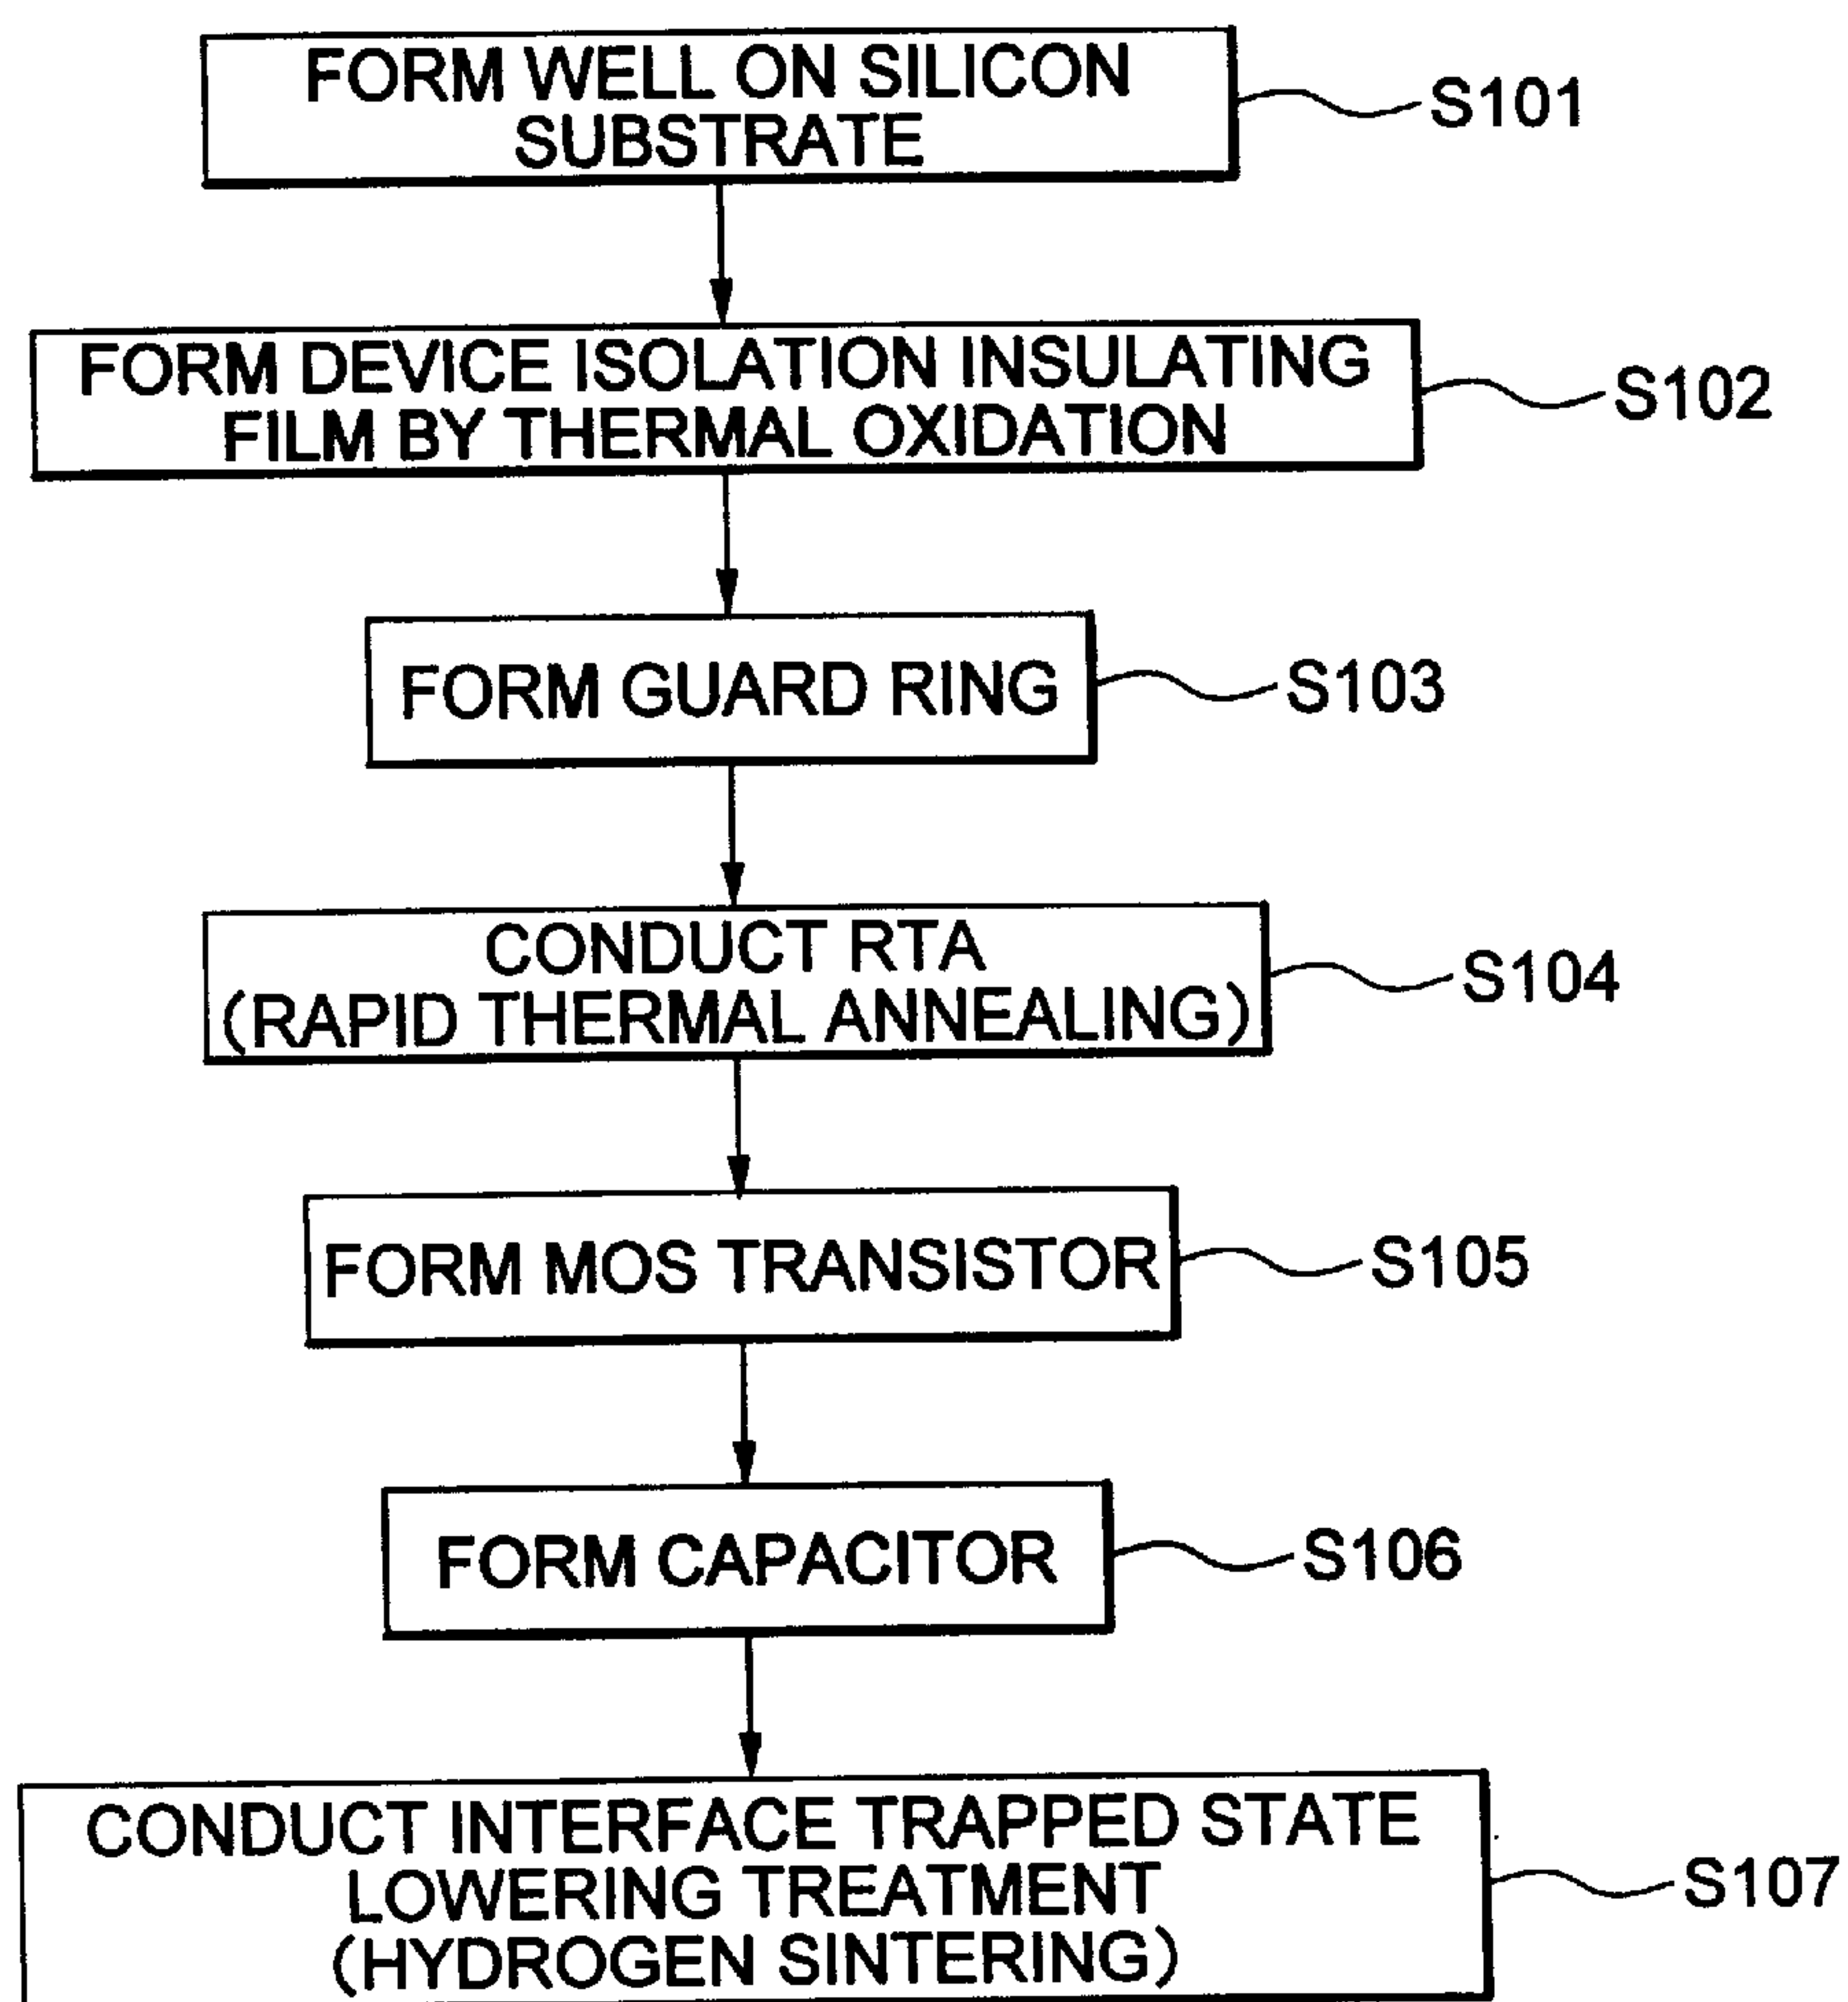 FORM WELL ON SILICON
SUBSTRATE
S101
FORM DEVICE ISOLATION INSULATING
FILM BY THERMAL OXIDATION
S102
FORM GUARD RING
S103
CONDUCT RTA
(RAPID THERMAL ANNEALING)
S104
FORM MOS TRANSISTOR
S105
FORM CAPACITOR
S106
CONDUCT INTERFACE TRAPPED STATE
LOWERING TREATMENT
(HYDROGEN SINTERING)
S107